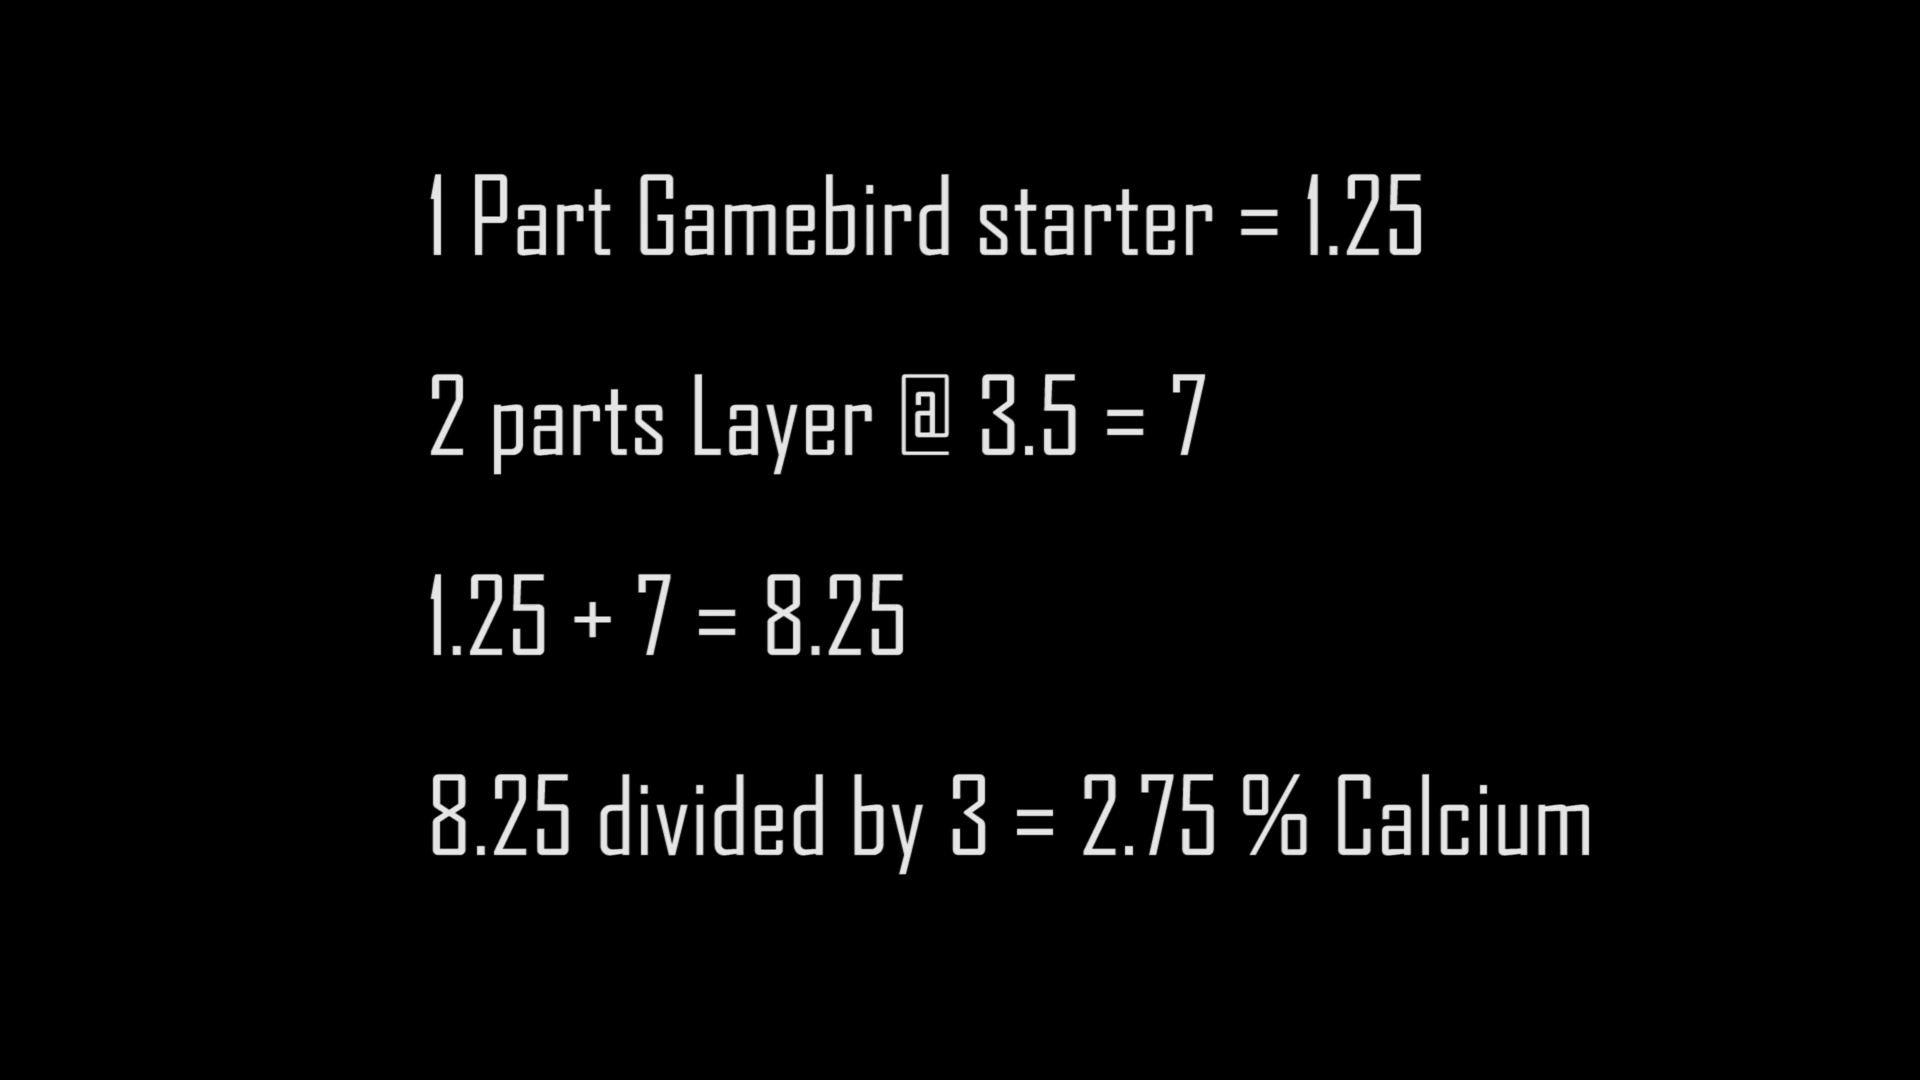 1 Part Gamebird starter = 1.25
2 parts Layer @ 3.5 = 7
1.25 + 7 = 8.25
8.25 divided by 3 = 2.75 % Calcium